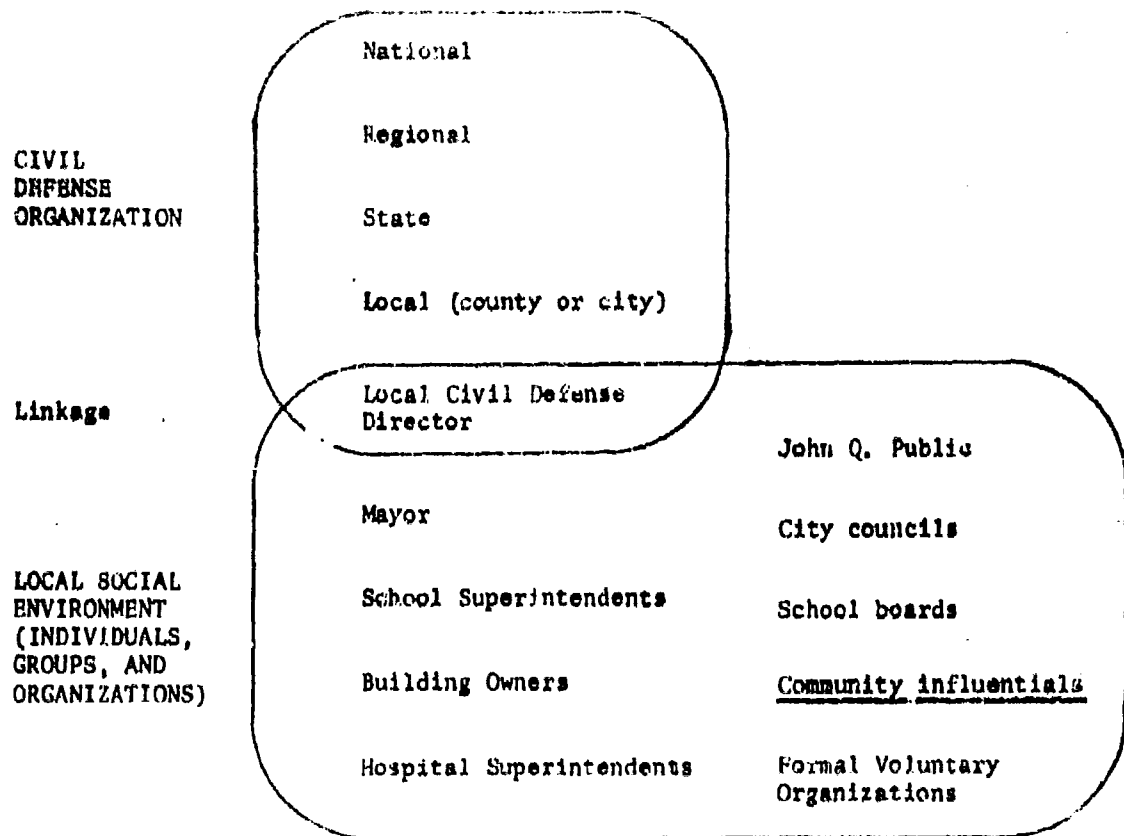 National
Regional
CIVIL
DEFENSE
ORGANIZATION
State
Local (county or city)
Linkage
Local Civil Defense
Director
John Q. Public
Mayor
City councils
LOCAL SOCIAL
ENVIRONMENT
(INDIVIDUALS,
GROUPS, AND
ORGANIZATIONS)
School Superintendents
School boards
Building Owners
Community influentials
Hospital Superintendents
Formal Voluntary
Organizations